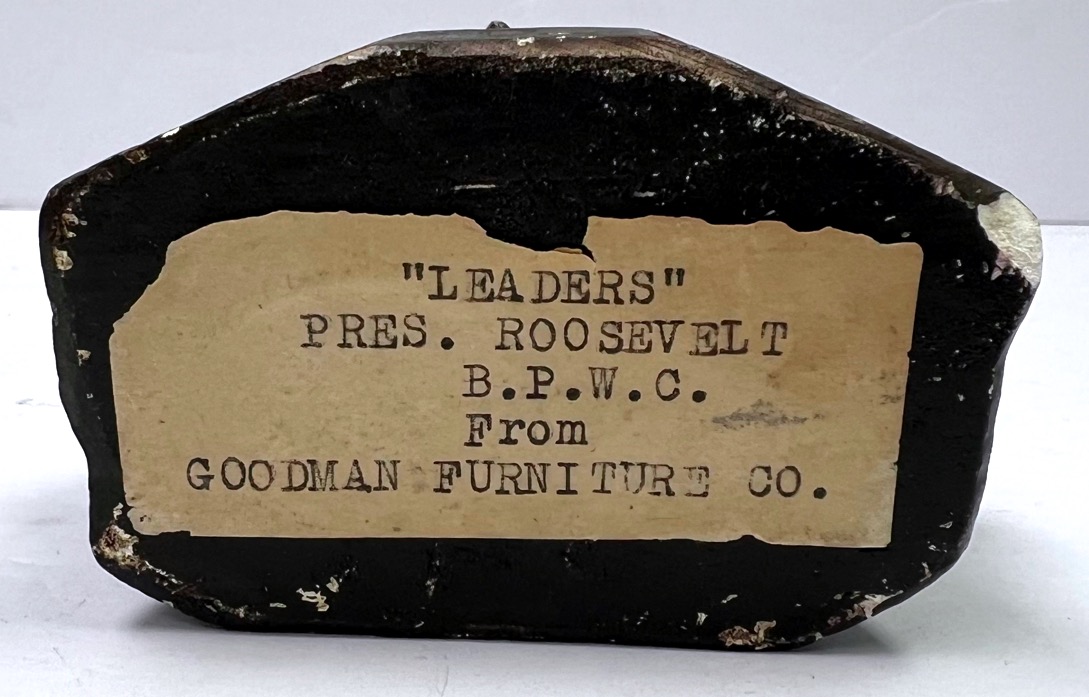 "LEADERS"
PRES. ROOSEVELT
B.P.W.C.
From
GOODMAN FURNITURE CO.